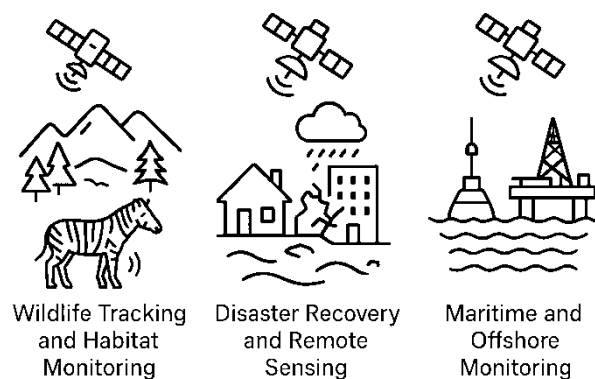 Wildlife Tracking
and Habitat
Monitoring
Disaster Recovery
and Remote
Sensing
Maritime and
Offshore
Monitoring